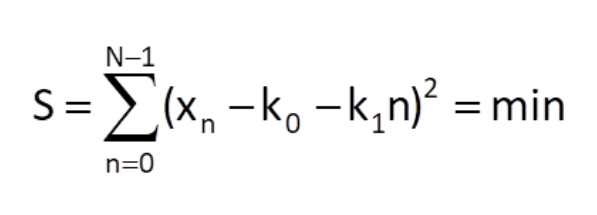 S = ∑_{n=0}^{N−1} (xₙ − k₀ − k₁n)² = min